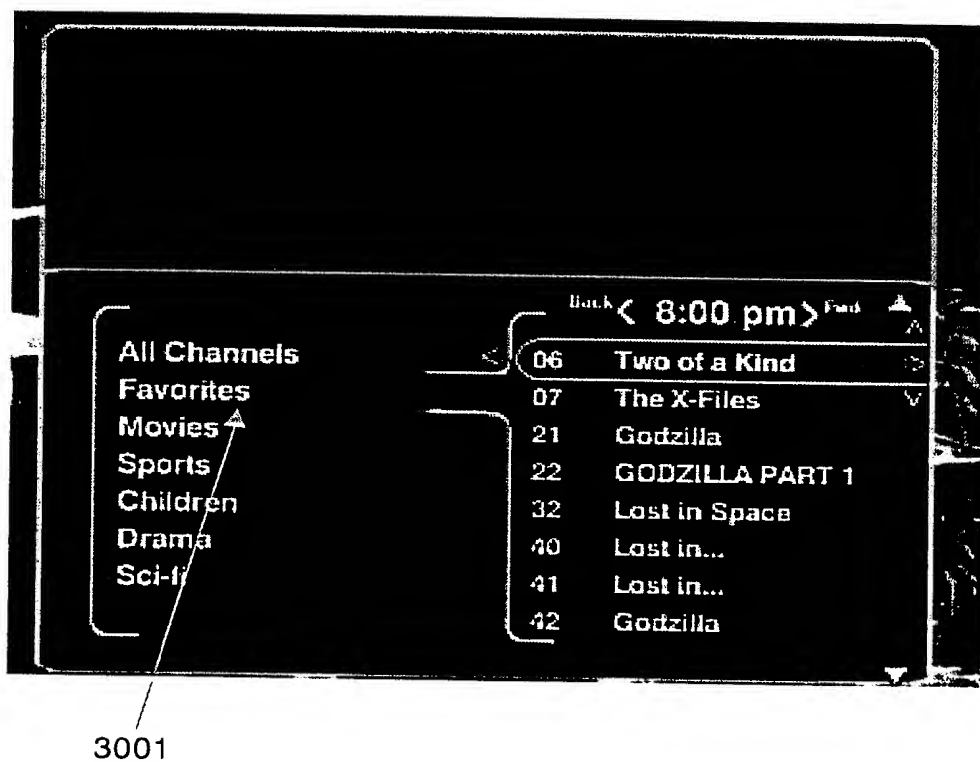 Back < 8:00 pm > Fwd
All Channels
Favorites
Movies
Sports
Children
Drama
Sci-fi
06 Two of a Kind
07 The X-Files
21 Godzilla
22 GODZILLA PART 1
32 Lost in Space
40 Lost in...
41 Lost in...
42 Godzilla
3001